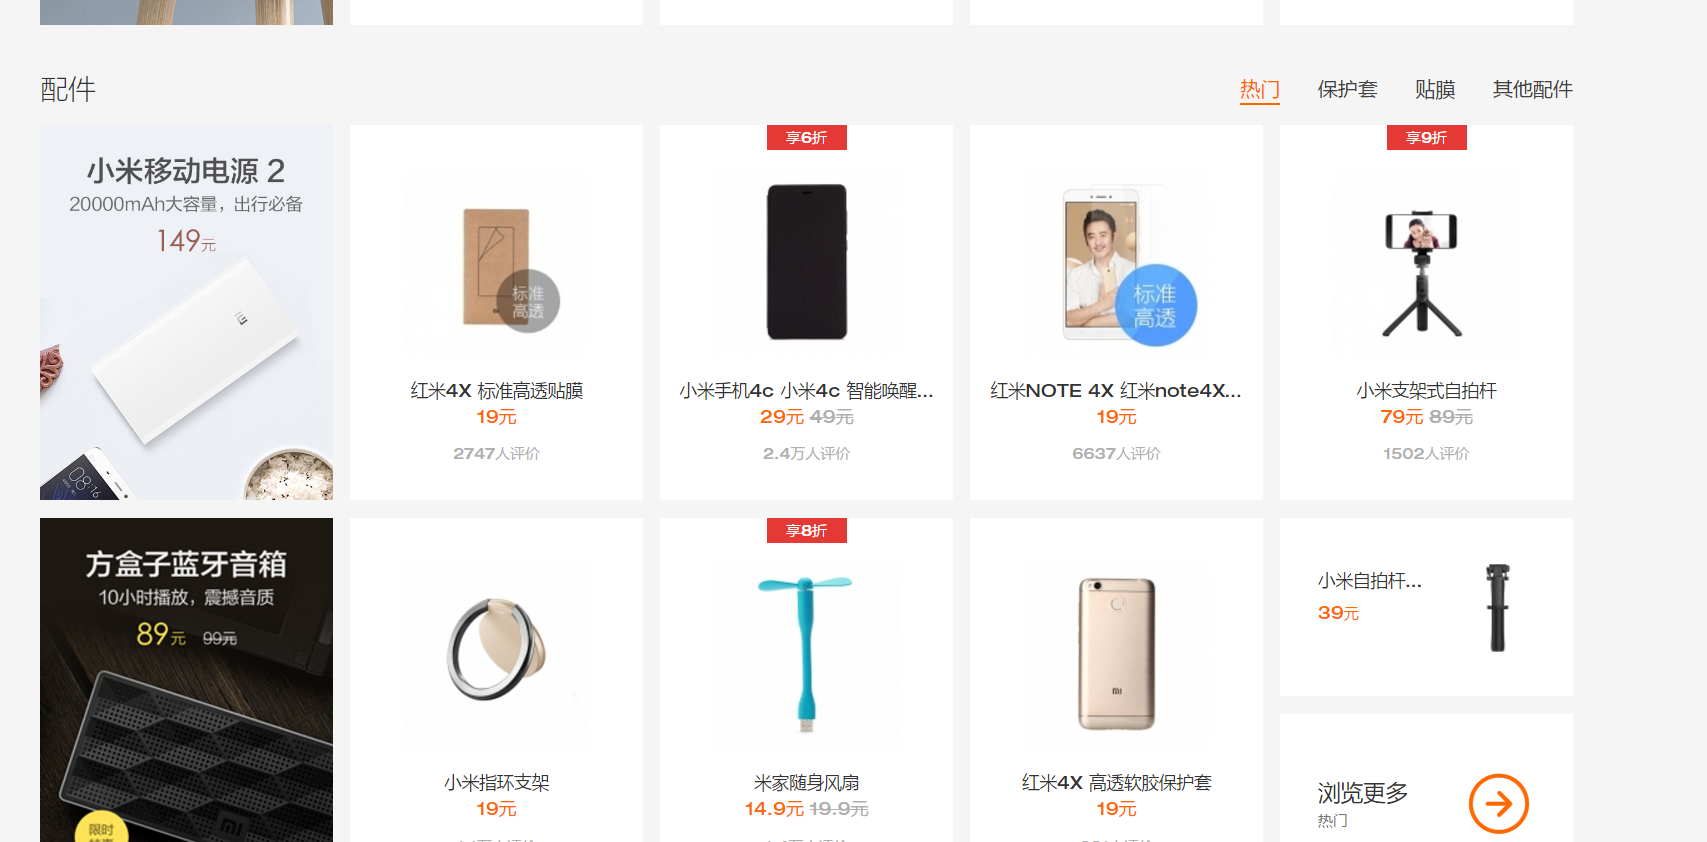 配件
热门 保护套 贴膜 其他配件
小米移动电源 2
20000mAh大容量，出行必备
149元
08:16
标准
高透
红米4X 标准高透贴膜
19元
2747人评价
享6折
小米手机4c 小米4c 智能唤醒...
29元 49元
2.4万人评价
标准
高透
红米NOTE 4X 红米note4X...
19元
6637人评价
享9折
小米支架式自拍杆
79元 89元
1502人评价
方盒子蓝牙音箱
10小时播放，震撼音质
89元 99元
限时
小米指环支架
19元
享8折
米家随身风扇
14.9元 19.9元
红米4X 高透软胶保护套
19元
小米自拍杆...
39元
浏览更多
热门